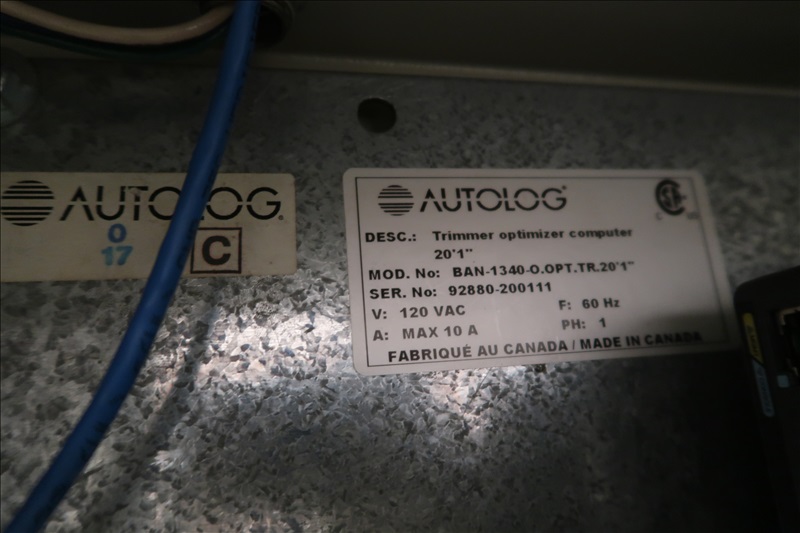 AUTOLOG®
0
17
C
AUTOLOG®
DESC.: Trimmer optimizer computer
20'1"
MOD. No: BAN-1340-O.OPT.TR.20'1"
SER. No: 92880-200111
V: 120 VAC F: 60 Hz
A: MAX 10 A PH: 1
FABRIQUÉ AU CANADA / MADE IN CANADA